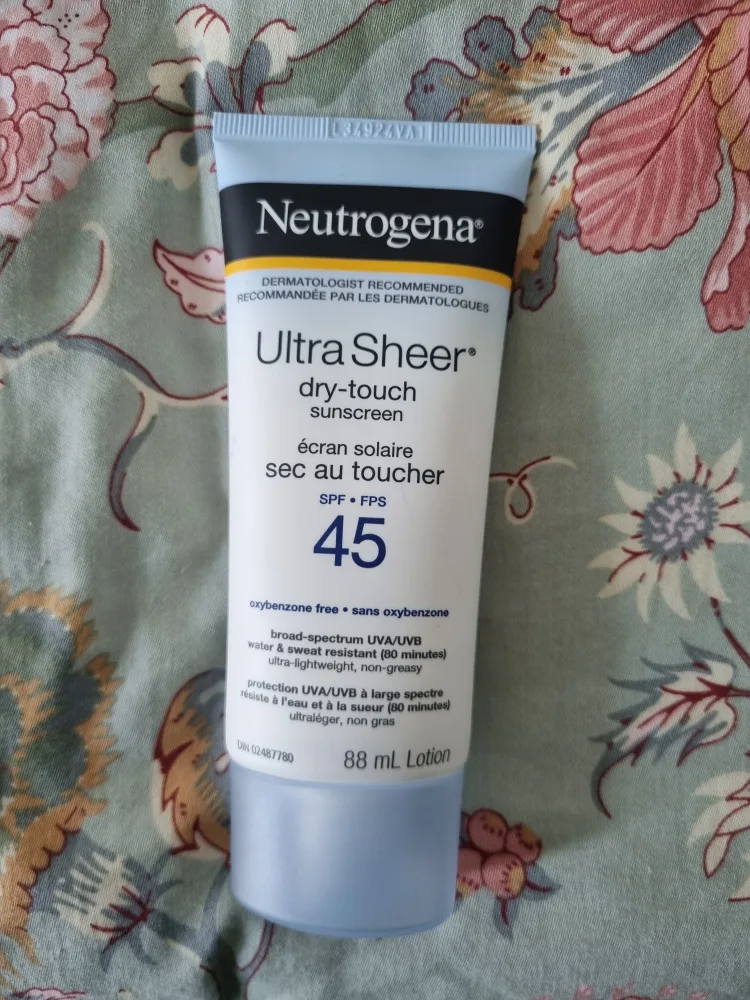 L3492VA1
Neutrogena®
DERMATOLOGIST RECOMMENDED
RECOMMANDÉE PAR LES DERMATOLOGUES
Ultra Sheer®
dry-touch
sunscreen
écran solaire
sec au toucher
SPF • FPS
45
oxybenzone free • sans oxybenzone
broad-spectrum UVA/UVB
water & sweat resistant (80 minutes)
ultra-lightweight, non-greasy
protection UVA/UVB à large spectre
résiste à l'eau et à la sueur (80 minutes)
ultraléger, non gras
DIN 02487780
88 mL Lotion